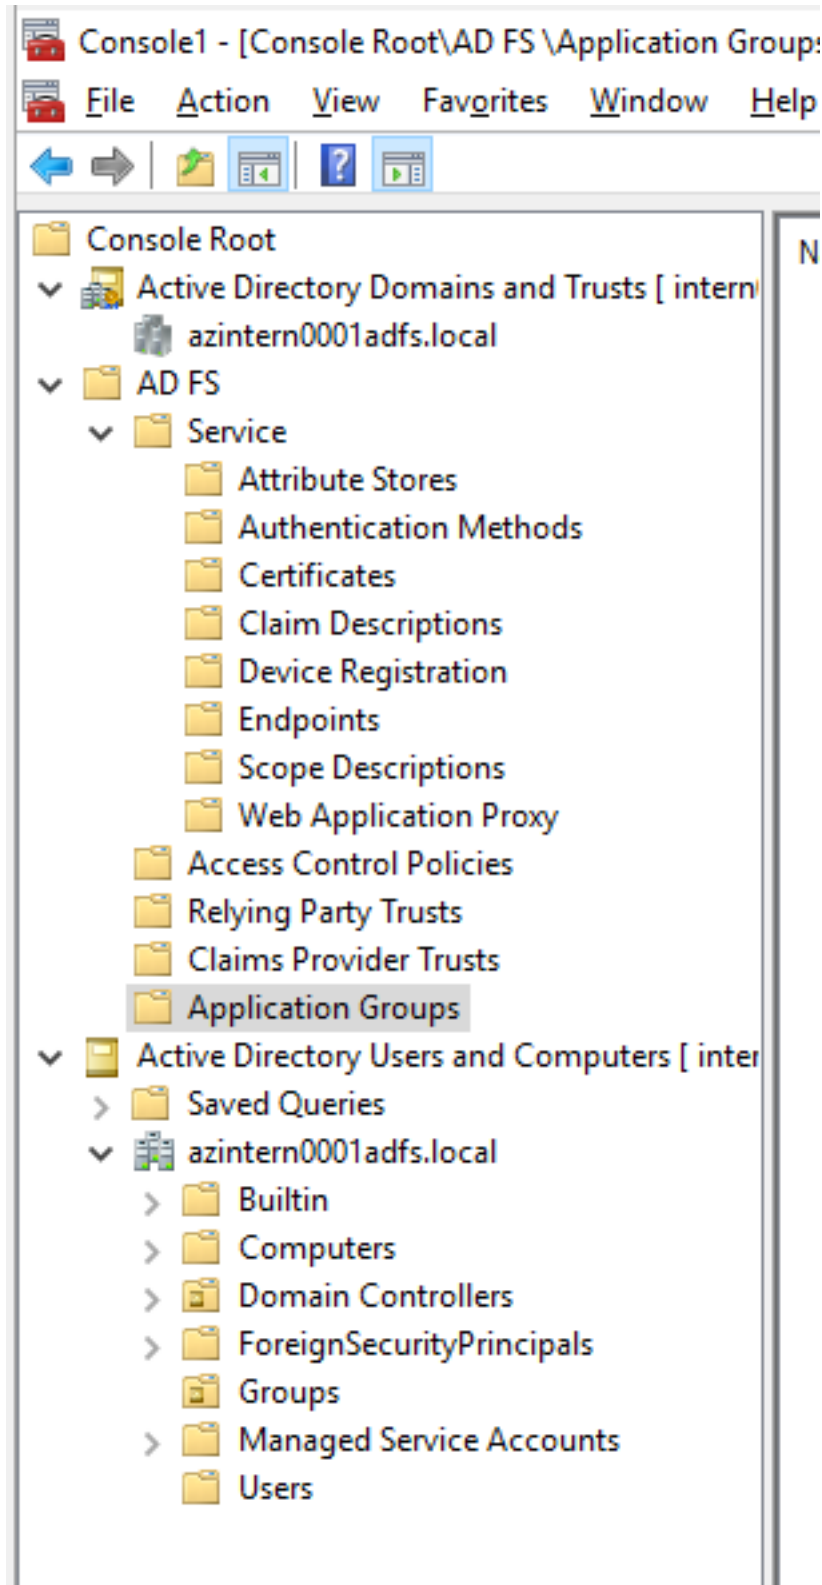 Console1 - [Console Root\AD FS \Application Groups
File Action View Favorites Window Help
Console Root
Active Directory Domains and Trusts [ intern
azintern0001adfs.local
AD FS
Service
Attribute Stores
Authentication Methods
Certificates
Claim Descriptions
Device Registration
Endpoints
Scope Descriptions
Web Application Proxy
Access Control Policies
Relying Party Trusts
Claims Provider Trusts
Application Groups
Active Directory Users and Computers [ inter
Saved Queries
azintern0001adfs.local
Builtin
Computers
Domain Controllers
ForeignSecurityPrincipals
Groups
Managed Service Accounts
Users